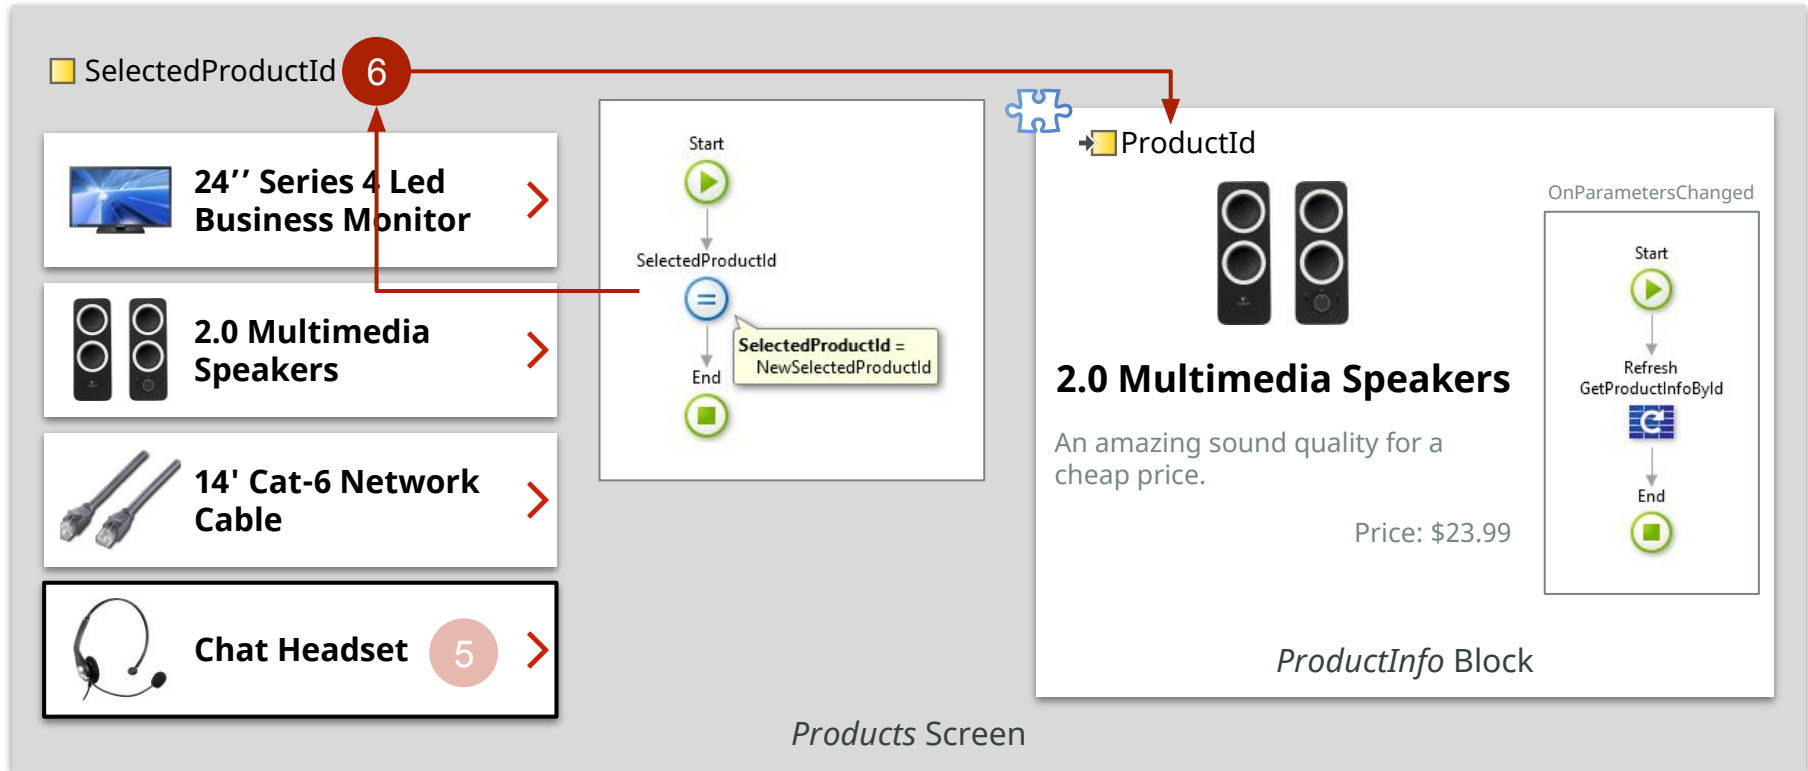 SelectedProductId
6
24’’ Series 4 Led
Business Monitor
2.0 Multimedia
Speakers
14' Cat-6 Network
Cable
Chat Headset
5
Start
SelectedProductId
SelectedProductId =
NewSelectedProductId
End
ProductId
2.0 Multimedia Speakers
An amazing sound quality for a
cheap price.
Price: $23.99
OnParametersChanged
Start
Refresh
GetProductInfoById
End
ProductInfo Block
Products Screen